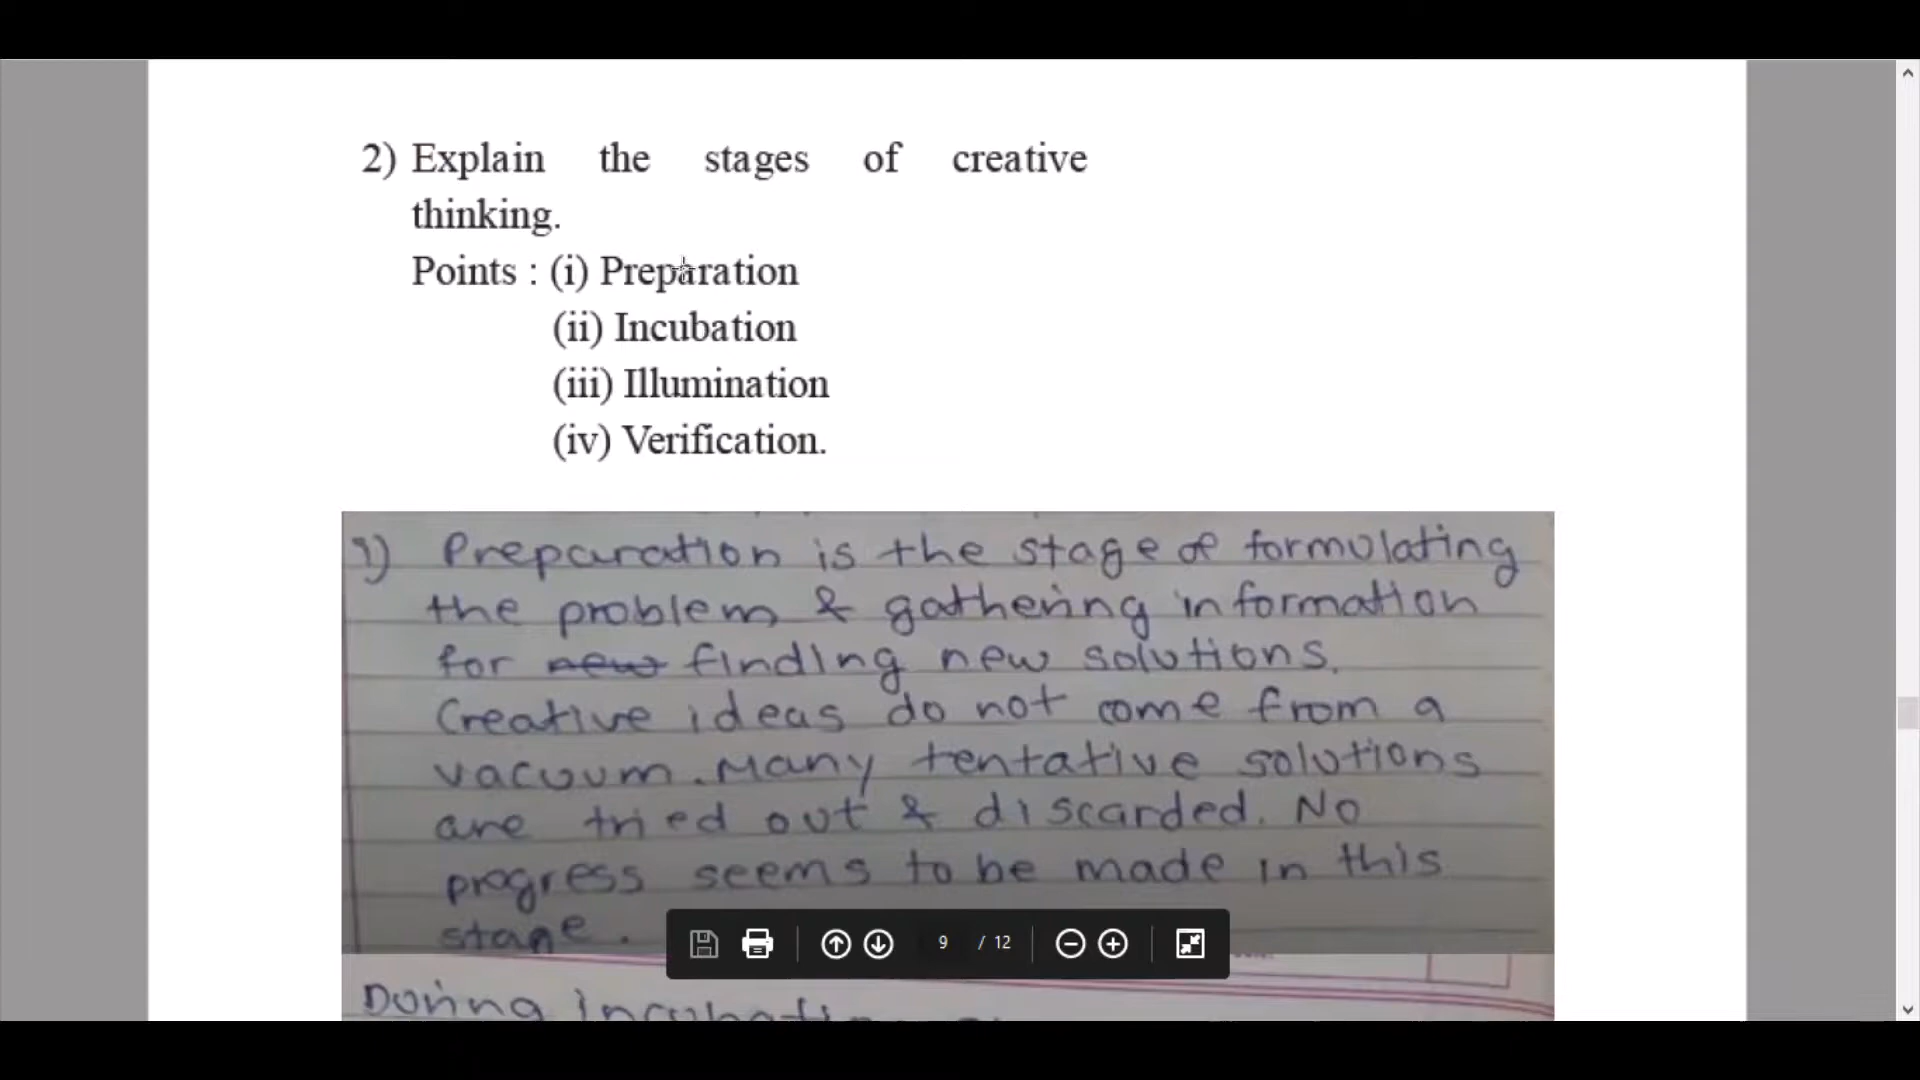 2) Explain the stages of creative
thinking.
Points : (i) Preparation
(ii) Incubation
(iii) Illumination
(iv) Verification.
1) Preparation is the stage of formulating
the problem & gathering information
for new finding new solutions.
Creative ideas do not come from a
vacuum. Many tentative solutions
are tried out & discarded. No
progress seems to be made in this
stage.
9 / 12
During incubation